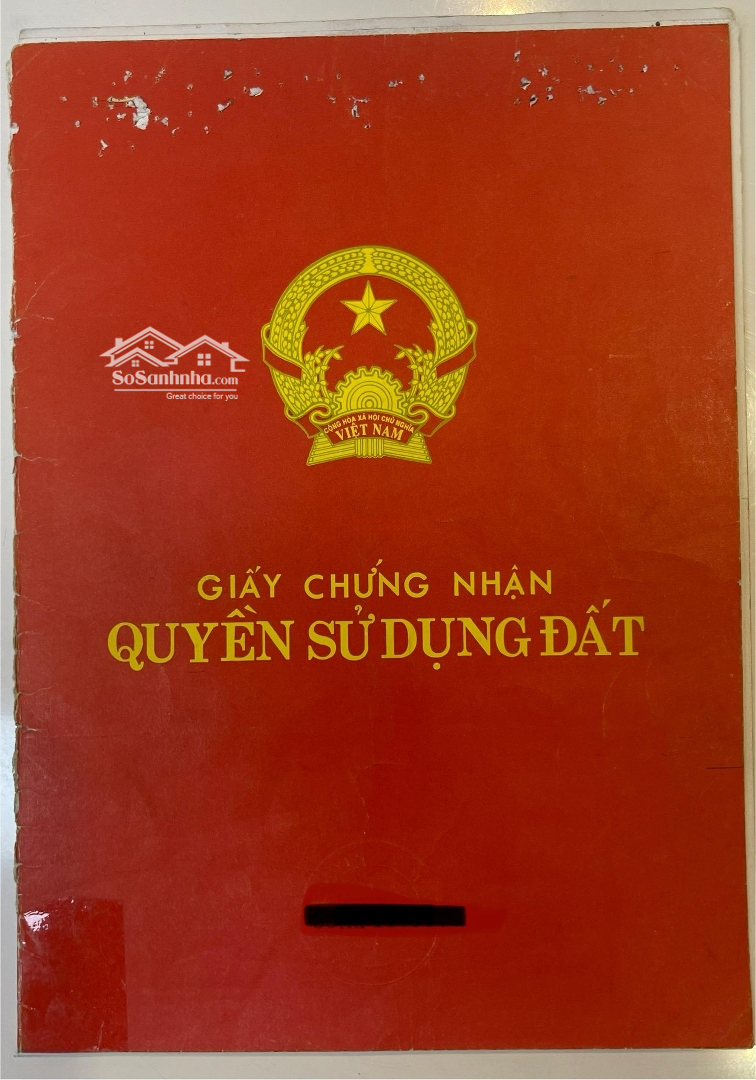 SoSanhnha.com
Great choice for you
CỘNG HÒA XÃ HỘI CHỦ NGHĨA
VIỆT NAM
GIẤY CHỨNG NHẬN
QUYỀN SỬ DỤNG ĐẤT